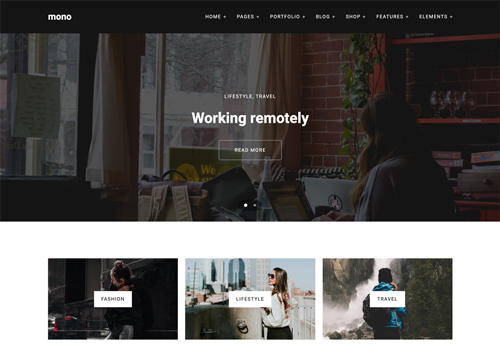 mono
HOME + PAGES + PORTFOLIO + BLOG + SHOP + FEATURES + ELEMENTS +
LIFESTYLE, TRAVEL
Working remotely
READ MORE
FASHION
LIFESTYLE
TRAVEL